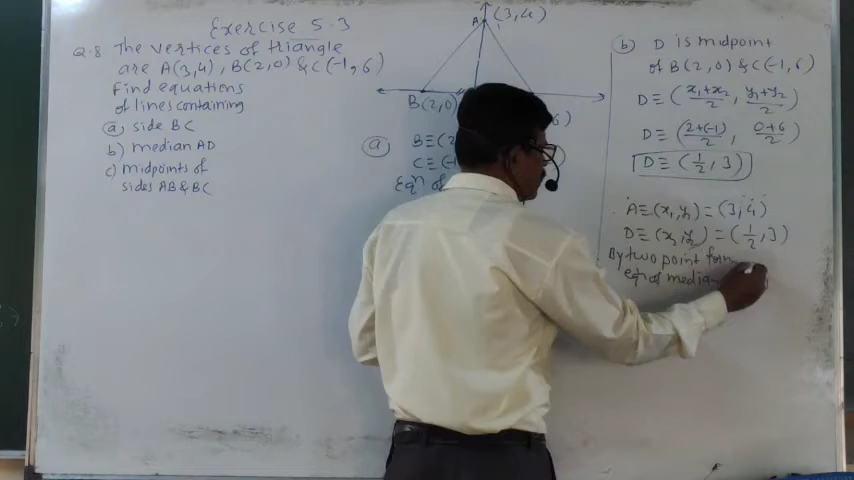 Exercise 5.3
Q.8 The vertices of triangle
are A(3,4), B(2,0) & C(-1,6)
Find equations
of lines containing
(a) side BC
b) median AD
c) midpoints of
sides AB & BC
A (3,4)
B(2,0)
6)
(a) B≡(2
C≡(-1
Eqn of
(b) D is midpoint
of B(2,0) & C(-1,6)
D≡(x₁+x₂/2, y₁+y₂/2)
D≡(2+(-1)/2, 0+6/2)
D≡(1/2, 3)
A≡(x₁,y₁)=(3,4)
D≡(x₂,y₂)=(1/2,3)
By two point form
eqn of median